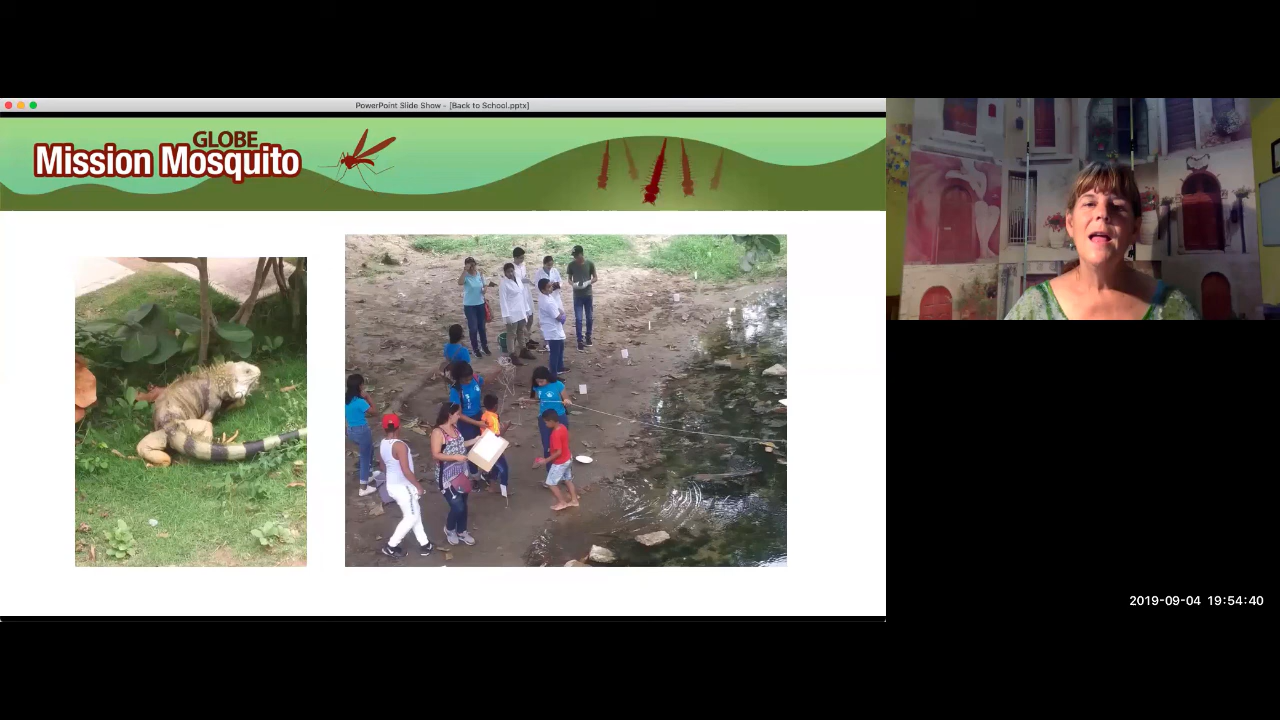 PowerPoint Slide Show - [Back to School.pptx]
GLOBE
Mission Mosquito
2019-09-04 19:54:40